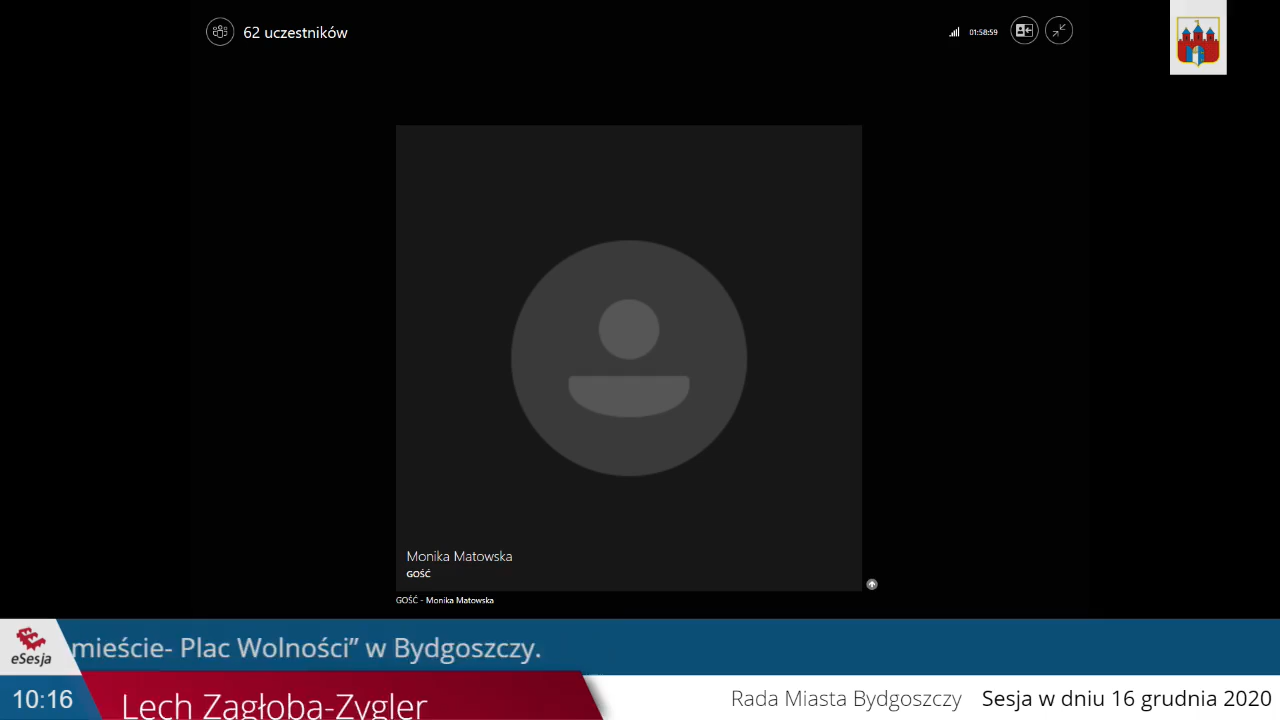 62 uczestników
01:58:59
Monika Matowska
GOŚĆ
GOŚĆ - Monika Matowska
mieście- Plac Wolności” w Bydgoszczy.
eSesja
10:16
Lech Zagłoba-Zygler
Rada Miasta Bydgoszczy Sesja w dniu 16 grudnia 2020